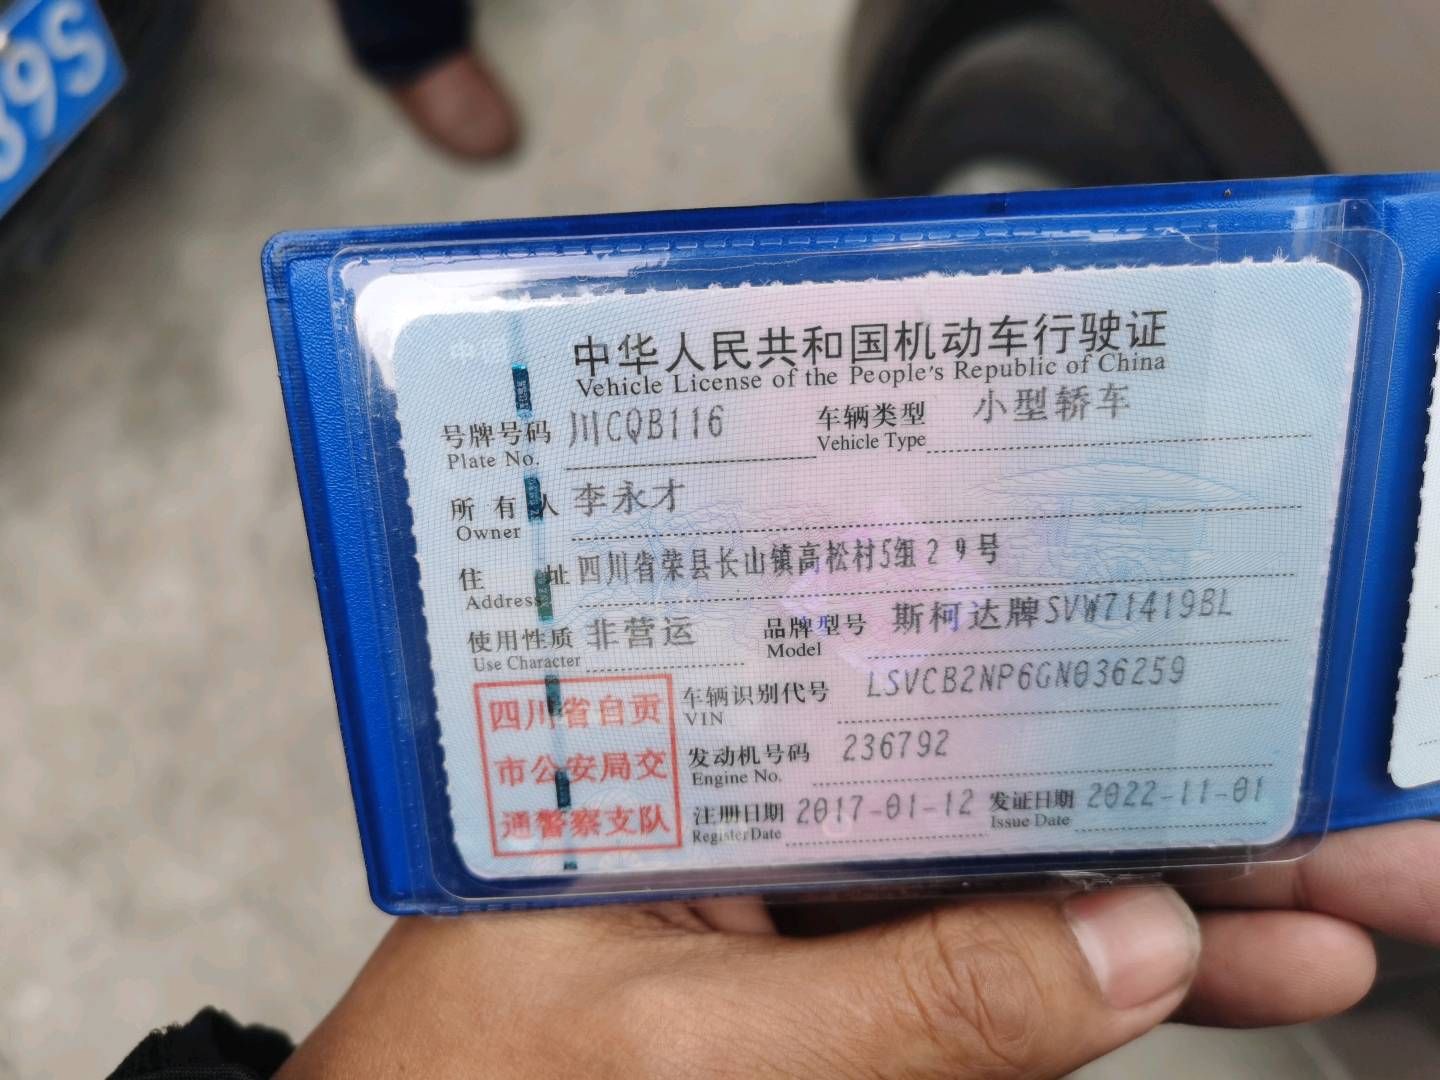 895
中华人民共和国机动车行驶证
Vehicle License of the People's Republic of China
号牌号码 川CQB116 车辆类型 小型轿车
Plate No. Vehicle Type
所有人 李永才
Owner
住址 四川省荣县长山镇高松村5组29号
Address
使用性质 非营运 品牌型号 斯柯达牌SVW71419BL
Use Character Model
四川省自贡
市公安局交
通警察支队
车辆识别代号 LSVCB2NP6GN036259
VIN
发动机号码 236792
Engine No.
注册日期 2017-01-12 发证日期 2022-11-01
Register Date Issue Date